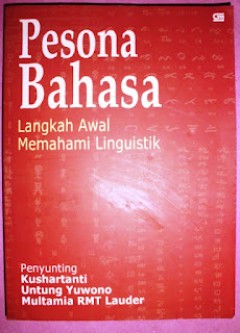 Pesona
Bahasa
Langkah Awal
Memahami Linguistik
Penyunting
Kushartanti
Untung Yuwono
Multamia RMT Lauder